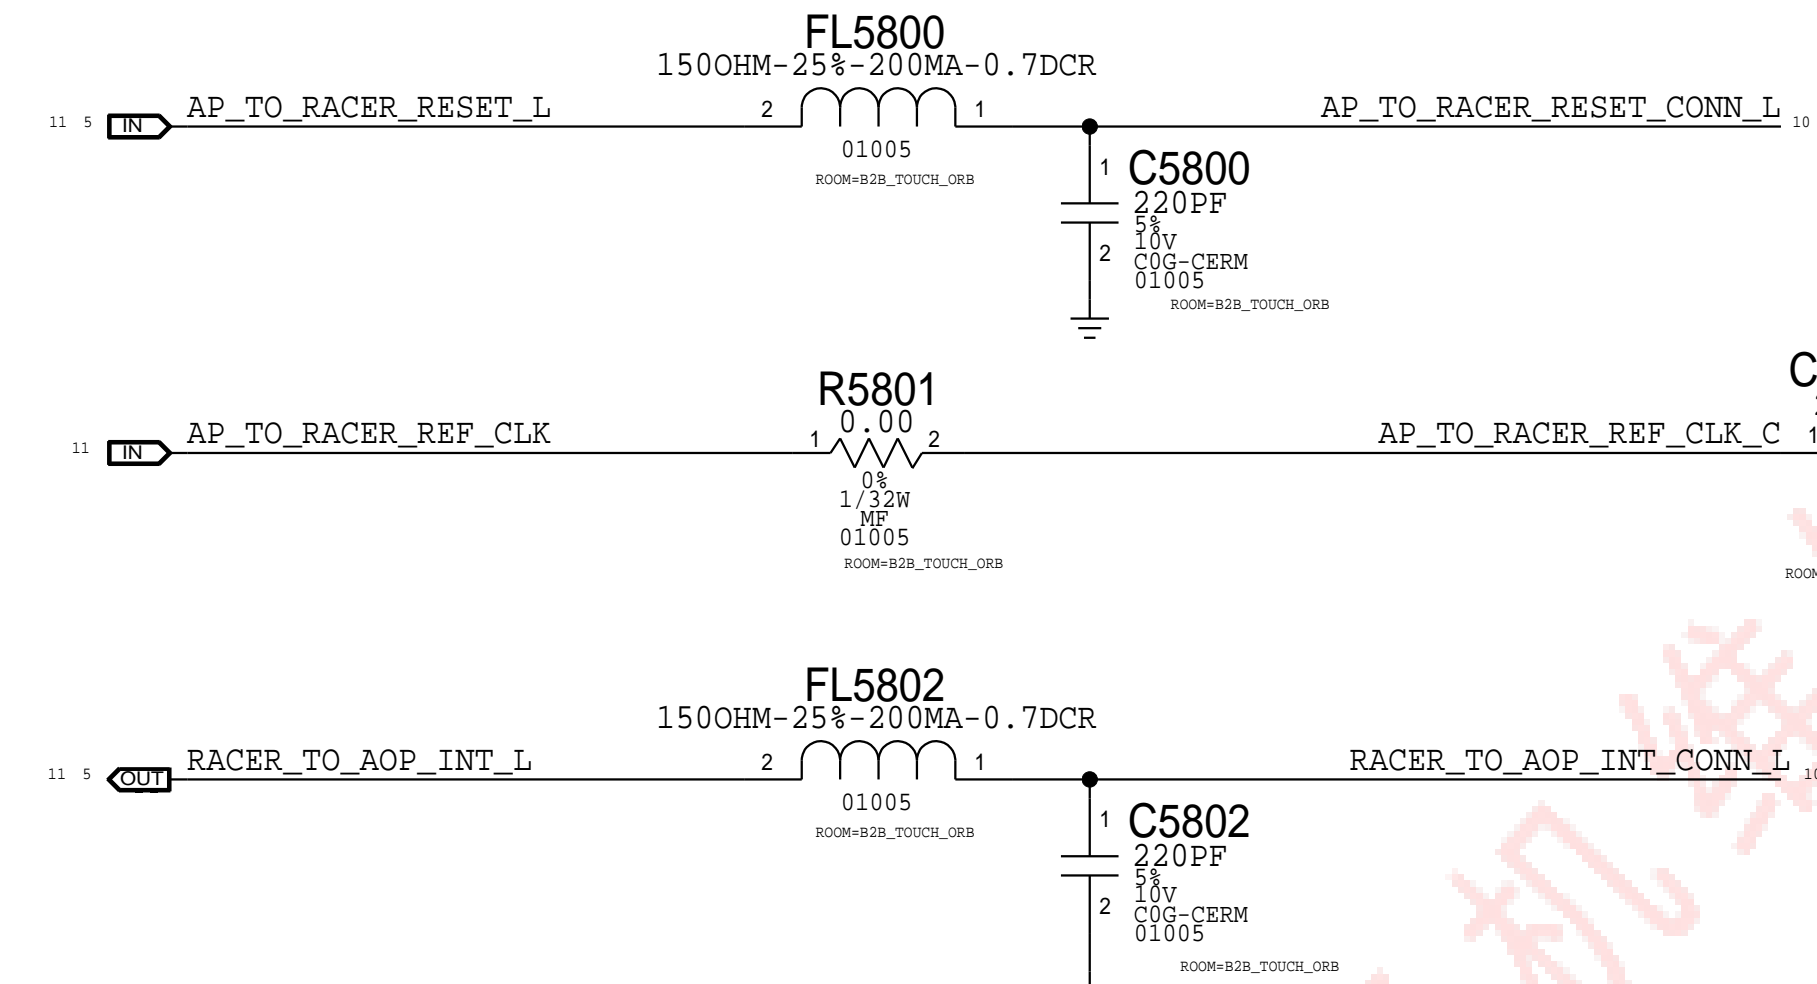 FL5800
150OHM-25%-200MA-0.7DCR
11 5 IN AP_TO_RACER_RESET_L 2 1 AP_TO_RACER_RESET_CONN_L 10
01005
ROOM=B2B_TOUCH_ORB
1 C5800
220PF
5%
10V
2
C0G-CERM
01005
ROOM=B2B_TOUCH_ORB
R5801
0.00
11 IN AP_TO_RACER_REF_CLK 1 2 AP_TO_RACER_REF_CLK_C 1
0%
1/32W
MF
01005
ROOM=B2B_TOUCH_ORB
FL5802
150OHM-25%-200MA-0.7DCR
11 5 OUT RACER_TO_AOP_INT_L 2 1 RACER_TO_AOP_INT_CONN_L 10
01005
ROOM=B2B_TOUCH_ORB
1 C5802
220PF
5%
10V
2
C0G-CERM
01005
ROOM=B2B_TOUCH_ORB